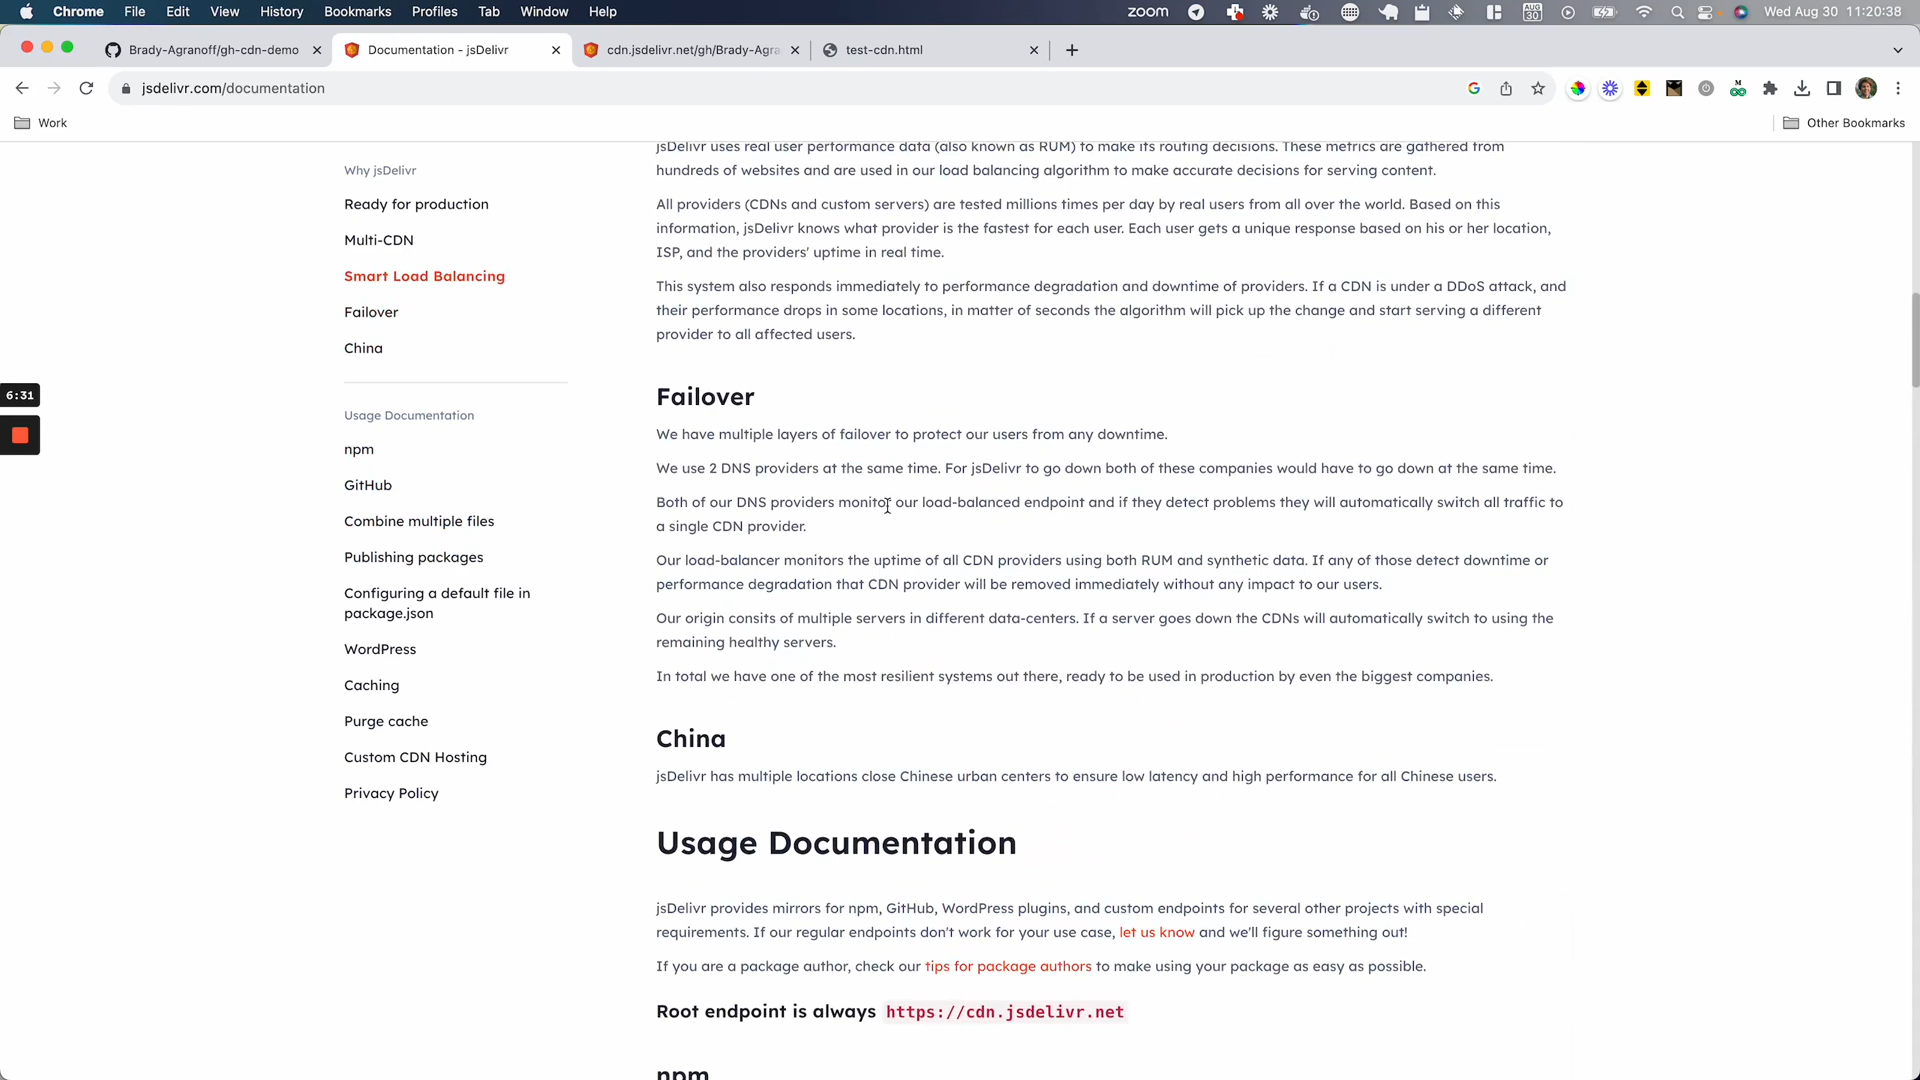 Chrome File Edit View History Bookmarks Profiles Tab Window Help zoom AUG 30 Wed Aug 30 11:20:38
Brady-Agranoff/gh-cdn-demo Documentation - jsDelivr cdn.jsdelivr.net/gh/Brady-Agra test-cdn.html
jsdelivr.com/documentation
Work Other Bookmarks
6:31
Why jsDelivr
Ready for production
Multi-CDN
Smart Load Balancing
Failover
China
Usage Documentation
npm
GitHub
Combine multiple files
Publishing packages
Configuring a default file in
package.json
WordPress
Caching
Purge cache
Custom CDN Hosting
Privacy Policy
jsDelivr uses real user performance data (also known as RUM) to make its routing decisions. These metrics are gathered from
hundreds of websites and are used in our load balancing algorithm to make accurate decisions for serving content.
All providers (CDNs and custom servers) are tested millions times per day by real users from all over the world. Based on this
information, jsDelivr knows what provider is the fastest for each user. Each user gets a unique response based on his or her location,
ISP, and the providers' uptime in real time.
This system also responds immediately to performance degradation and downtime of providers. If a CDN is under a DDoS attack, and
their performance drops in some locations, in matter of seconds the algorithm will pick up the change and start serving a different
provider to all affected users.
Failover
We have multiple layers of failover to protect our users from any downtime.
We use 2 DNS providers at the same time. For jsDelivr to go down both of these companies would have to go down at the same time.
Both of our DNS providers monitor our load-balanced endpoint and if they detect problems they will automatically switch all traffic to
a single CDN provider.
Our load-balancer monitors the uptime of all CDN providers using both RUM and synthetic data. If any of those detect downtime or
performance degradation that CDN provider will be removed immediately without any impact to our users.
Our origin consits of multiple servers in different data-centers. If a server goes down the CDNs will automatically switch to using the
remaining healthy servers.
In total we have one of the most resilient systems out there, ready to be used in production by even the biggest companies.
China
jsDelivr has multiple locations close Chinese urban centers to ensure low latency and high performance for all Chinese users.
Usage Documentation
jsDelivr provides mirrors for npm, GitHub, WordPress plugins, and custom endpoints for several other projects with special
requirements. If our regular endpoints don't work for your use case, let us know and we'll figure something out!
If you are a package author, check our tips for package authors to make using your package as easy as possible.
Root endpoint is always https://cdn.jsdelivr.net
npm